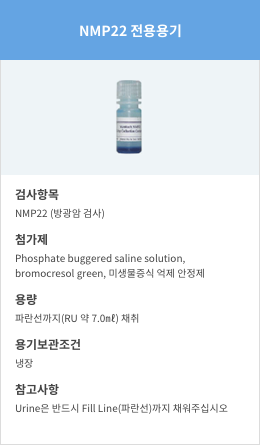 NMP22 전용용기
검사항목
NMP22 (방광암 검사)
첨가제
Phosphate buggered saline solution,
bromocresol green, 미생물증식 억제 안정제
용량
파란선까지(RU 약 7.0㎖) 채취
용기보관조건
냉장
참고사항
Urine은 반드시 Fill Line(파란선)까지 채워주십시오